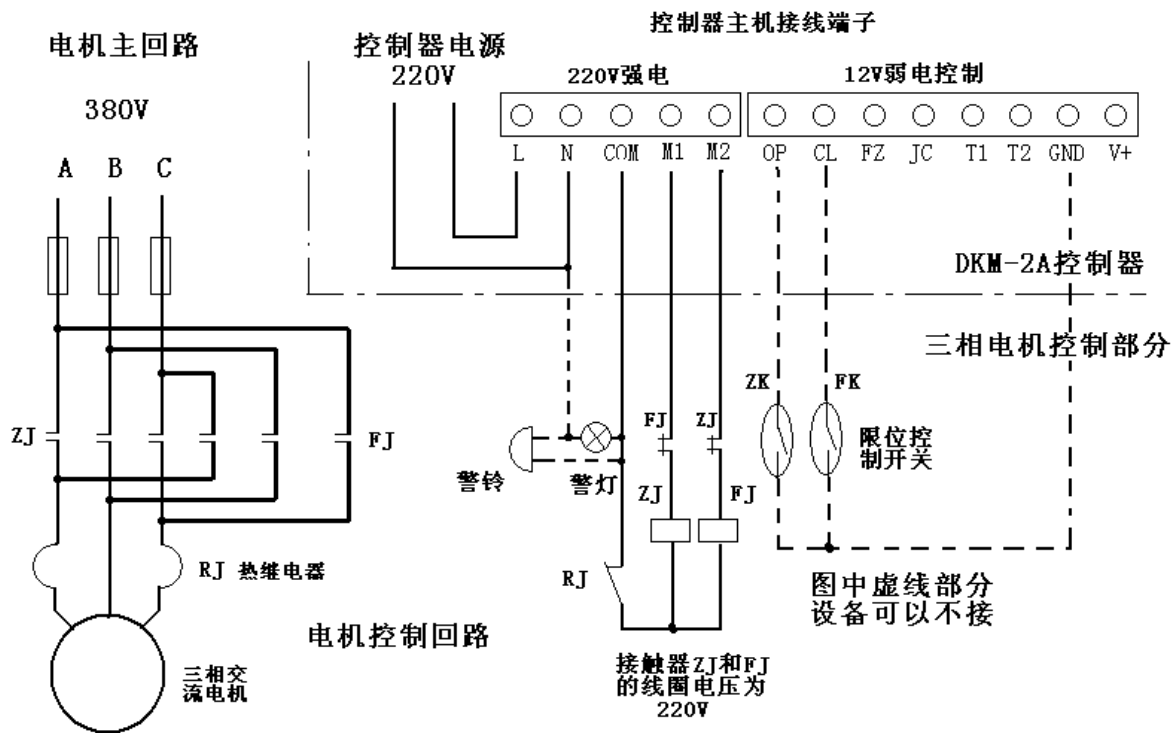 控制器主机接线端子
电机主回路
控制器电源
220V
220V强电
12V弱电控制
380V
A B C
L N COM M1 M2 OP CL FZ JC T1 T2 GND V+
DKM-2A控制器
三相电机控制部分
ZK FK
ZJ
FJ
FJ ZJ
限位控
制开关
警铃
警灯
ZJ FJ
RJ 热继电器
RJ
图中虚线部分
设备可以不接
电机控制回路
三相交
流电机
接触器ZJ和FJ
的线圈电压为
220V